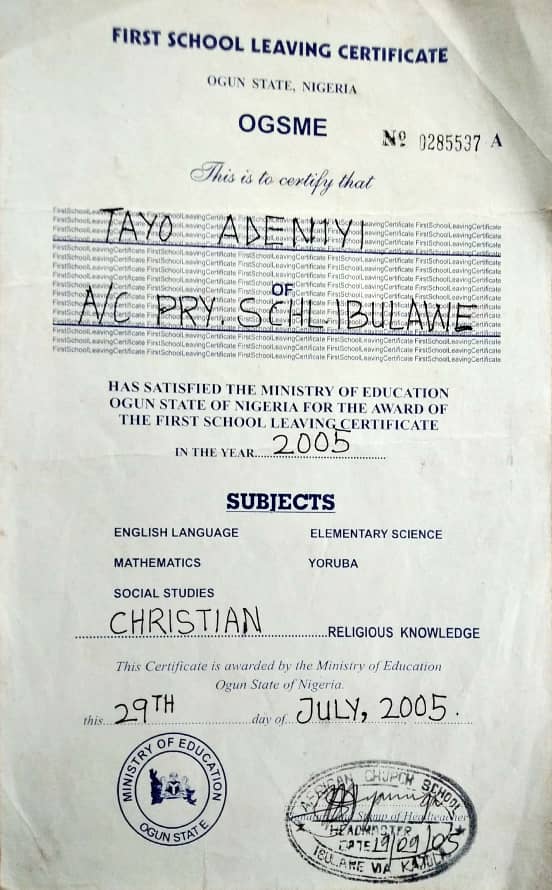 FIRST SCHOOL LEAVING CERTIFICATE
OGUN STATE, NIGERIA
OGSME
Nº 0285537 A
This is to certify that
TAYO ADENIYI
OF
A/C PRY. SCHL. IBULAWE
HAS SATISFIED THE MINISTRY OF EDUCATION
OGUN STATE OF NIGERIA FOR THE AWARD OF
THE FIRST SCHOOL LEAVING CERTIFICATE
IN THE YEAR 2005
SUBJECTS
ENGLISH LANGUAGE ELEMENTARY SCIENCE
MATHEMATICS YORUBA
SOCIAL STUDIES
CHRISTIAN RELIGIOUS KNOWLEDGE
This Certificate is awarded by the Ministry of Education
Ogun State of Nigeria.
this 29TH day of JULY, 2005.
MINISTRY OF EDUCATION
OGUN STATE
AFRICAN CHURCH SCHOOL
Stamp of Headteacher
HEADMASTER
DATE 19/09/05
VIA